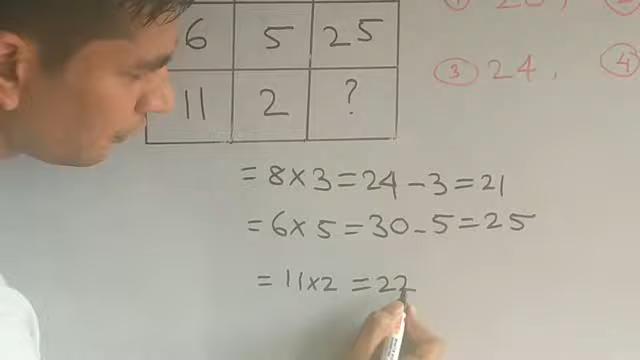 6 5 25
③ 24, ④
11 2 ?
= 8 × 3 = 24 - 3 = 21
= 6 × 5 = 30 - 5 = 25
= 11 × 2 = 22